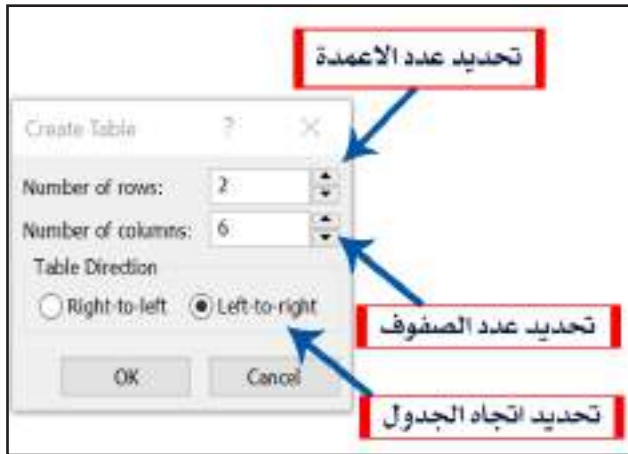 تحديد عدد الاعمدة
Create Table ? ×
Number of rows: 2
Number of columns: 6
Table Direction
Right-to-left Left-to-right
تحديد عدد الصفوف
OK Cancel
تحديد اتجاه الجدول